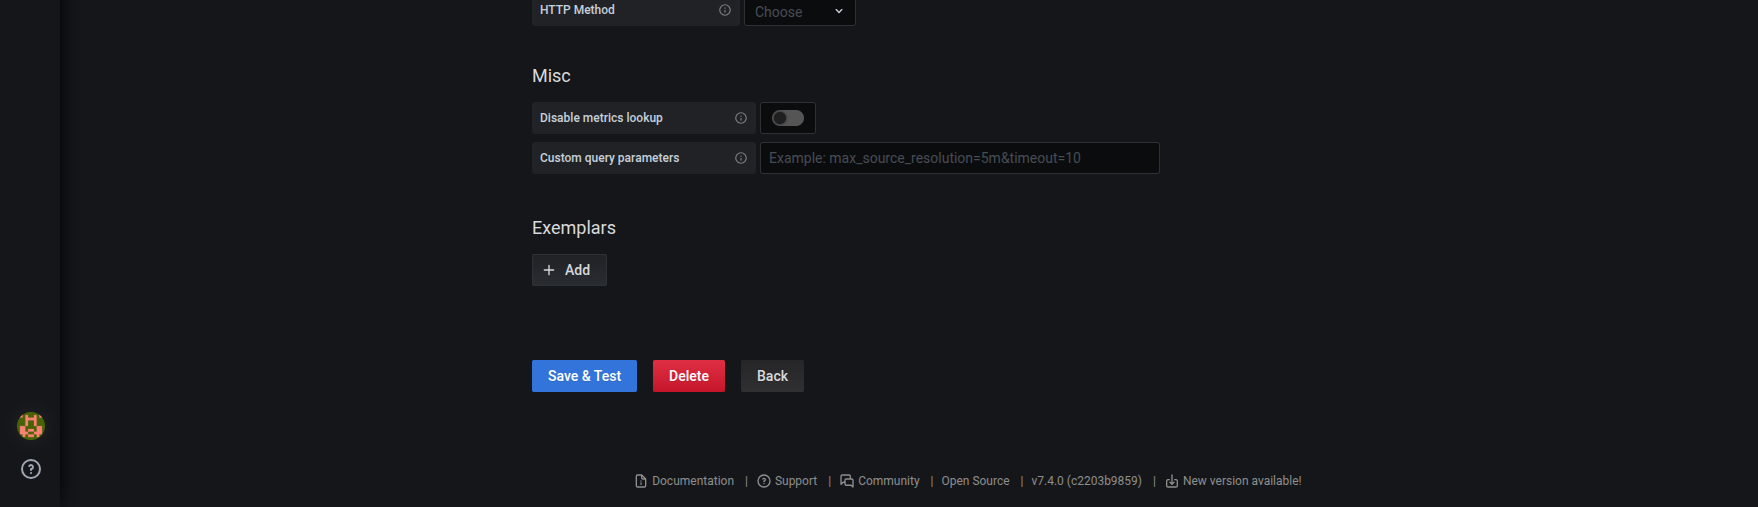 HTTP Method Choose
Misc
Disable metrics lookup
Custom query parameters Example: max_source_resolution=5m&timeout=10
Exemplars
+ Add
Save & Test Delete Back
Documentation | Support | Community | Open Source | v7.4.0 (c2203b9859) | New version available!